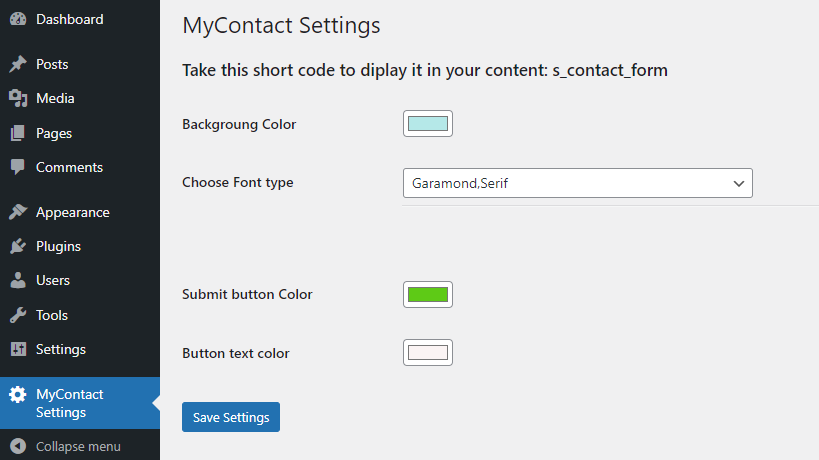 Dashboard
Posts
Media
Pages
Comments
Appearance
Plugins
Users
Tools
Settings
MyContact
Settings
Collapse menu
MyContact Settings
Take this short code to diplay it in your content: s_contact_form
Backgroung Color
Choose Font type
Garamond,Serif
Submit button Color
Button text color
Save Settings